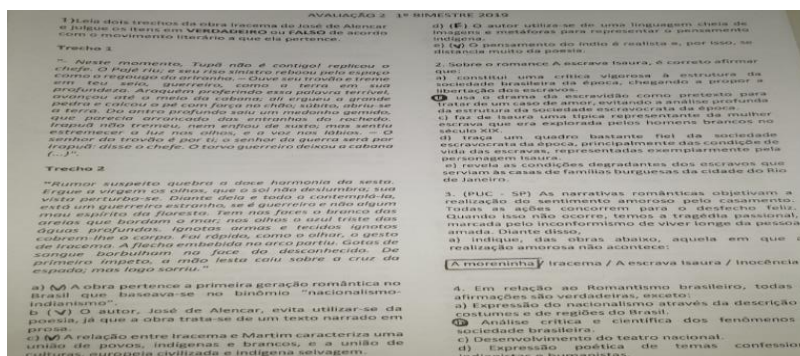 AVALIAÇÃO 2 1º BIMESTRE 2019
1) Leia dois trechos da obra Iracema de José de Alencar
e julgue os itens em VERDADEIRO ou FALSO de acordo
com o movimento literário a que ela pertence.
Trecho 1
"- Neste momento, Tupã não é contigo! replicou o
chefe. O Pajé riu; e seu riso sinistro reboou pelo espaço
como o regougo da ariranha. – Ouve seu trovão e treme
em teu seio, guerreiro, como a terra em sua
profundeza. Araquém proferindo essa palavra terrível,
avançou até o meio da cabana; ali ergueu a grande
pedra e calcou o pé com força no chão; súbito, abriu-se
a terra. Do antro profundo saiu um medonho gemido,
que parecia arrancado das entranhas do rochedo.
Irapuã não tremeu, nem enfiou de susto; mas sentiu
estremecer a luz nos olhos, e a voz nos lábios. – O
senhor do trovão é por ti; o senhor da guerra será por
Irapuã: disse o chefe. O torvo guerreiro deixou a cabana
(...)".
Trecho 2
"Rumor suspeito quebra a doce harmonia da sesta.
Ergue a virgem os olhos, que o sol não deslumbra; sua
vista perturba-se. Diante dela e todo a contemplá-la,
está um guerreiro estranho, se é guerreiro e não algum
mau espírito da floresta. Tem nas faces o branco das
areias que bordam o mar; nos olhos o azul triste das
águas profundas. Ignotas armas e tecidos ignotos
cobrem-lhe o corpo. Foi rápido, como o olhar, o gesto
de Iracema. A flecha embebida no arco partiu. Gotas de
sangue borbulham na face do desconhecido. De
primeiro ímpeto, a mão lesta caiu sobre a cruz da
espada; mas logo sorriu."
a) (V) A obra pertence a primeira geração romântica no
Brasil que baseava-se no binômio "nacionalismo-
indianismo".
b (V) O autor, José de Alencar, evita utilizar-se da
poesia, já que a obra trata-se de um texto narrado em
prosa.
c) (V) A relação entre Iracema e Martim caracteriza uma
união de povos, indígenas e brancos, e a união de
culturas, europeia civilizada e indígena selvagem.
d) (F) O autor utiliza-se de uma linguagem cheia de
imagens e metáforas para representar o pensamento
indígena.
e) (V) O pensamento do índio é realista e, por isso, se
distancia muito da poesia.
2. Sobre o romance A escrava Isaura, é correto afirmar
que:
a) constitui uma crítica vigorosa à estrutura da
sociedade brasileira da época, chegando a propor a
libertação dos escravos.
b) usa o drama da escravidão como pretexto para
tratar de um caso de amor, evitando a análise profunda
da estrutura da sociedade escravocrata da época.
c) faz de Isaura uma típica representante da mulher
escrava que era explorada pelos homens brancos no
século XIX.
d) traça um quadro bastante fiel da sociedade
escravocrata da época, principalmente das condições de
vida das escravas, representadas exemplarmente pela
personagem Isaura.
e) revela as condições degradantes dos escravos que
serviam às casas de famílias burguesas da cidade do Rio
de Janeiro.
3. (PUC - SP) As narrativas românticas objetivam a
realização do sentimento amoroso pelo casamento.
Todas as ações concorrem para o desfecho feliz.
Quando isso não ocorre, temos a tragédia passional,
marcada pelo inconformismo de viver longe da pessoa
amada. Diante disso,
a) indique, das obras abaixo, aquela em que a
realização amorosa não acontece:
A moreninha / Iracema / A escrava Isaura / Inocência
4. Em relação ao Romantismo brasileiro, todas
afirmações são verdadeiras, exceto:
a) Expressão do nacionalismo através da descrição
costumes e de regiões do Brasil.
b) Análise crítica e científica dos fenômenos
sociedade brasileira.
c) Desenvolvimento do teatro nacional.
d) Expressão poética de temas confession
indianistas e humanistas.